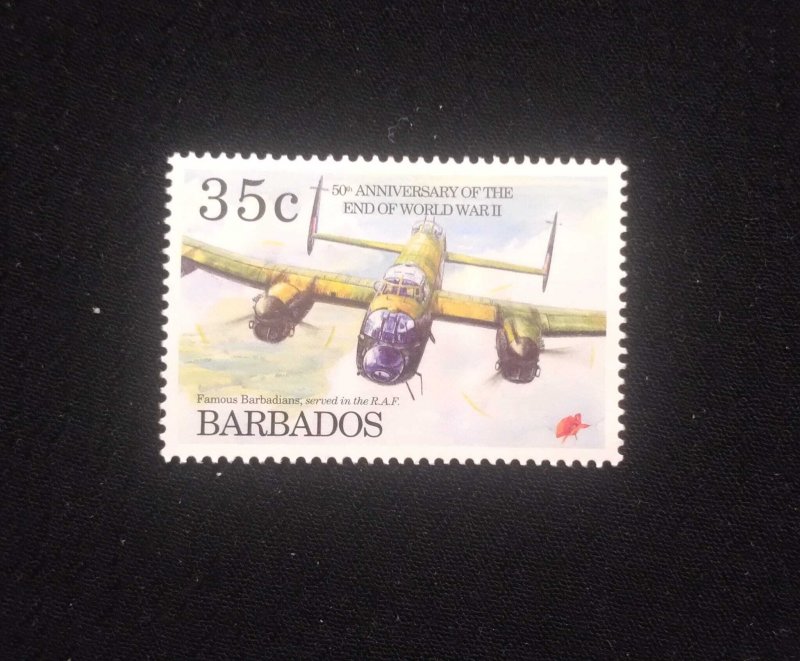 35c
50th ANNIVERSARY OF THE
END OF WORLD WAR II
Famous Barbadians, served in the R.A.F.
BARBADOS